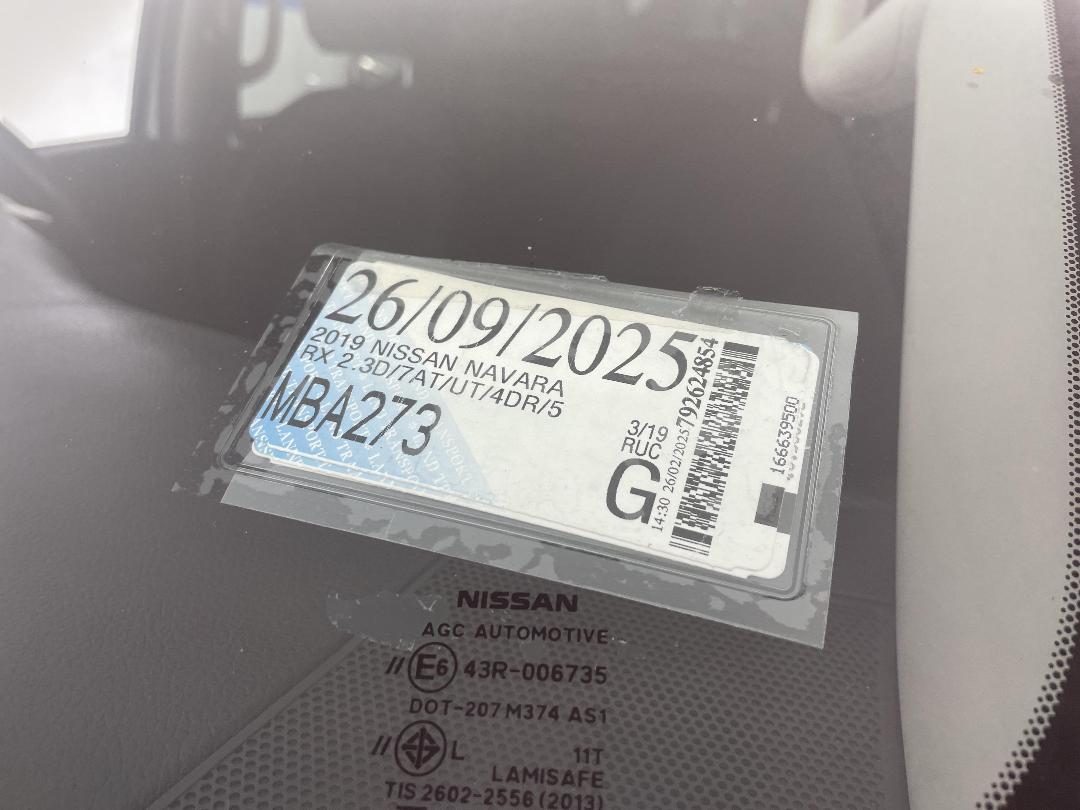 26/09/2025
2019 NISSAN NAVARA
RX 2.3D/7AT/UT/4DR/5
MBA273
3/19
RUC
G
14:30 26/02/2025
792624854
166639500
NISSAN
AGC AUTOMOTIVE
// E6 43R-006735
DOT-207 M374 AS1
// L 11T
LAMISAFE
TIS 2602-2556 (2013)